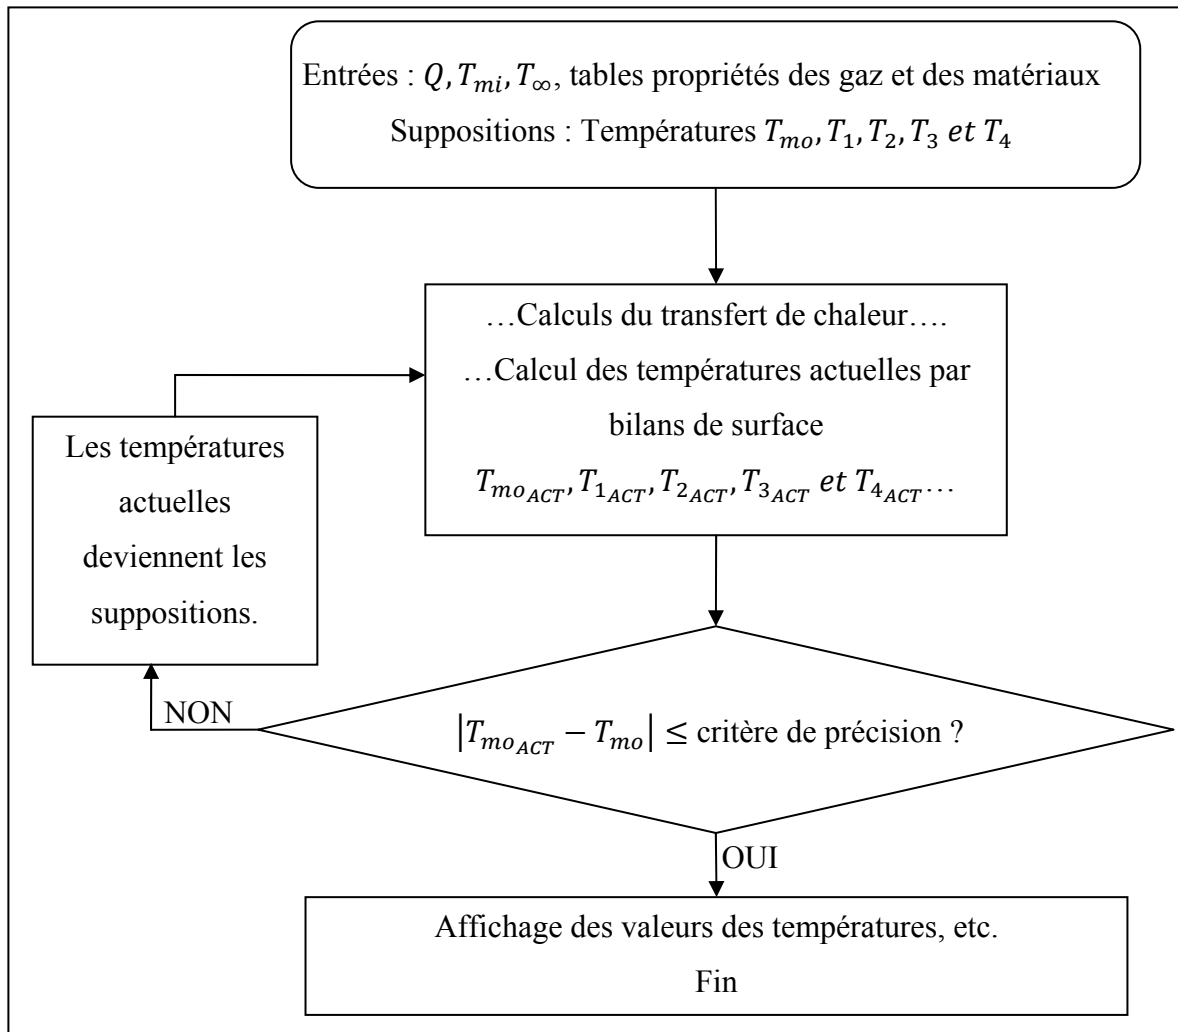 Entrées : Q, T_mi, T_∞, tables propriétés des gaz et des matériaux
Suppositions : Températures T_mo, T_1, T_2, T_3 et T_4
…Calculs du transfert de chaleur….
…Calcul des températures actuelles par
bilans de surface
T_mo_ACT, T_1_ACT, T_2_ACT, T_3_ACT et T_4_ACT…
Les températures
actuelles
deviennent les
suppositions.
NON
|T_mo_ACT − T_mo| ≤ critère de précision ?
OUI
Affichage des valeurs des températures, etc.
Fin